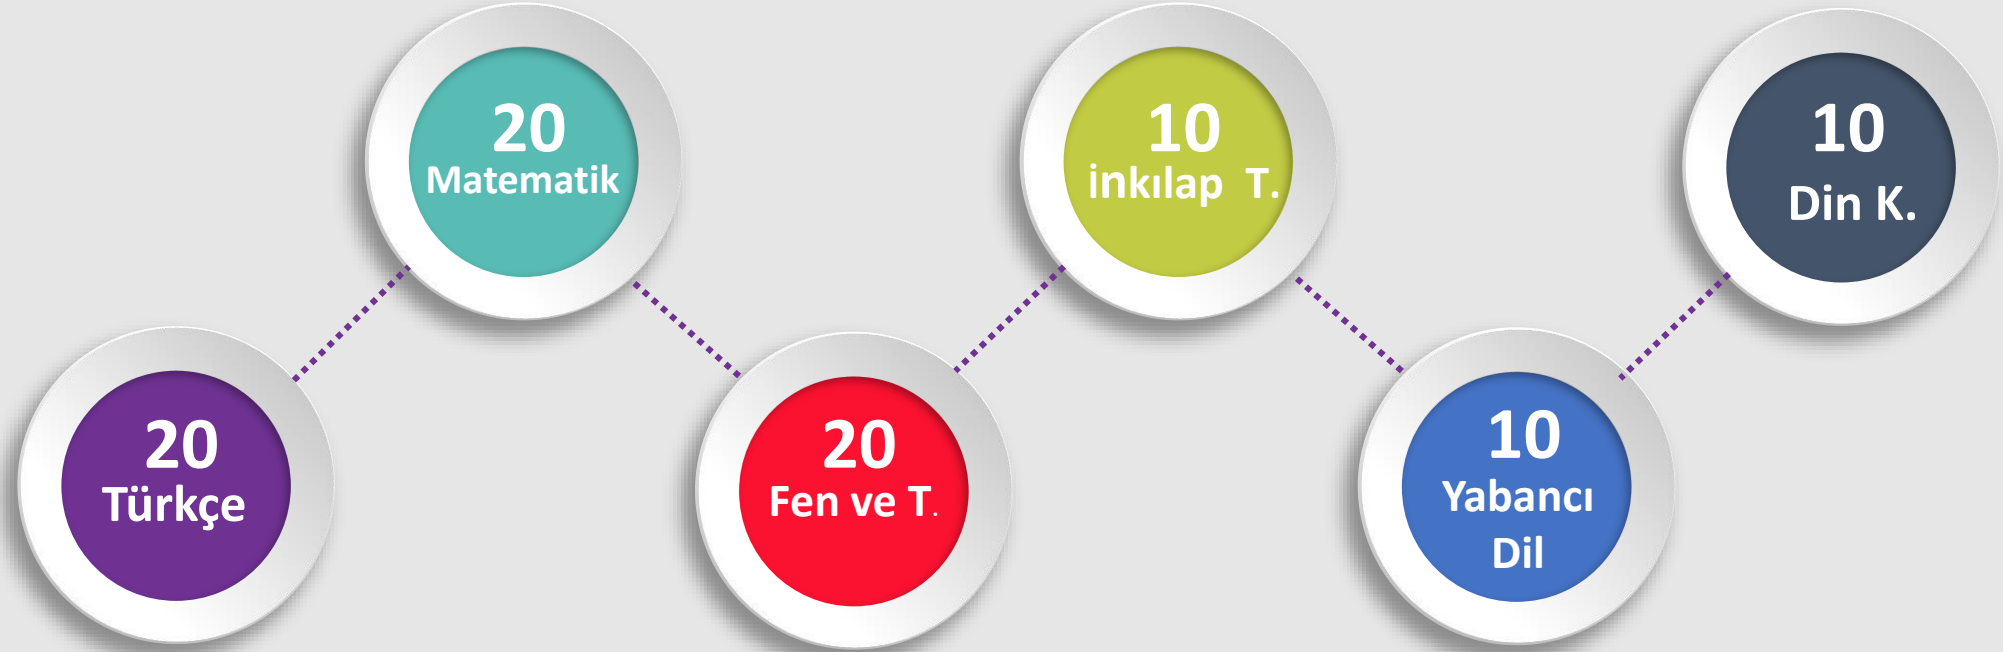 20
Türkçe
20
Matematik
20
Fen ve T.
10
inkılap T.
10
Yabancı
Dil
10
Din K.